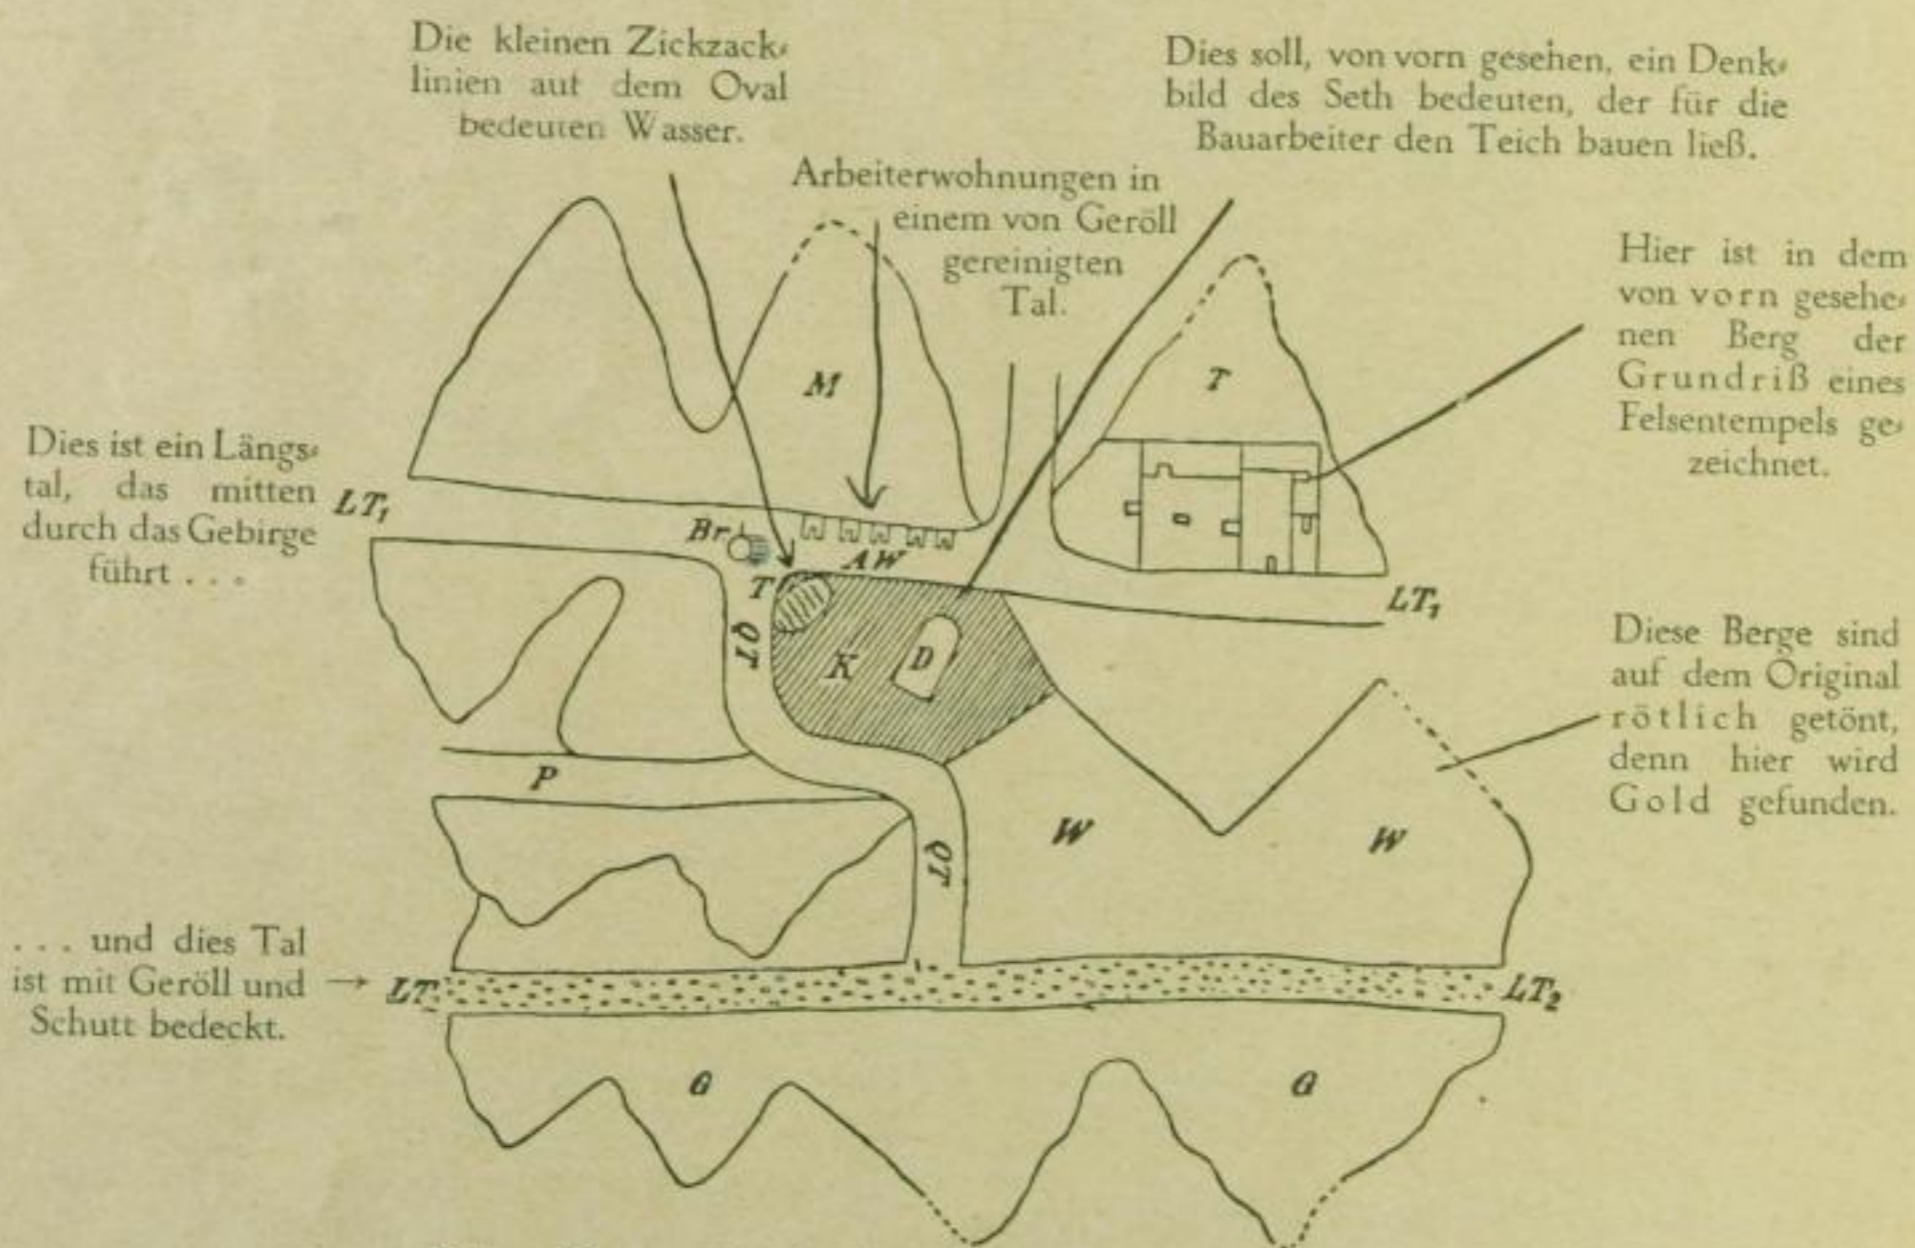 Die kleinen Zickzack-
linien aut dem Oval
bedeuten Wasser.
Dies soll, von vorn gesehen, ein Denk-
bild des Seth bedeuten, der für die
Bauarbeiter den Teich bauen ließ.
Arbeiterwohnungen in
einem von Geröll
gereinigten
Tal.
Hier ist in dem
von vorn gesehe-
nen Berg der
Grundriß eines
Felsentempels ge-
zeichnet.
M
T
Dies ist ein Längs-
tal, das mitten
durch das Gebirge
führt . . .
LT₁
Br
AW
T
LT₁
QT
K
D
Diese Berge sind
auf dem Original
rötlich getönt,
denn hier wird
Gold gefunden.
P
W
W
QT
. . . und dies Tal
ist mit Geröll und →
Schutt bedeckt.
LT
LT₂
G
G